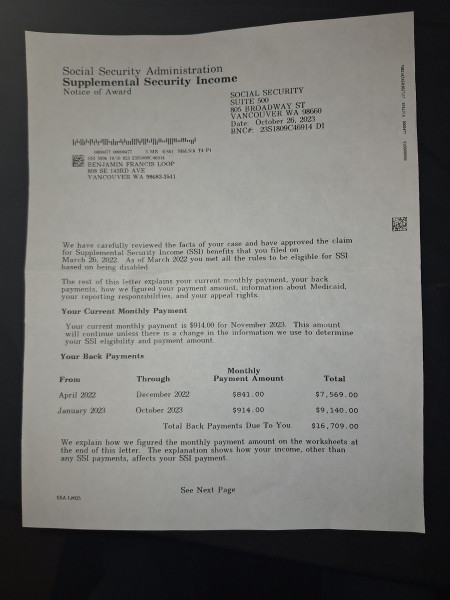 Social Security Administration
Supplemental Security Income
Notice of Award
SOCIAL SECURITY
SUITE 500
805 BROADWAY ST
VANCOUVER WA 98660
Date: October 26, 2023
BNC#: 23S1809C46914 DI
BENJAMIN FRANCIS LOOP
VANCOUVER WA 98683-3541
We have carefully reviewed the facts of your case and have approved the claim
for Supplemental Security Income (SSI) benefits that you filed on
March 26, 2022. As of March 2022 you met all the rules to be eligible for SSI
based on being disabled
The rest of this letter explains your current monthly payment, your back
payments, how we figured your payment amount, information about Medicaid,
your reporting responsibilities, and your appeal rights.
Your Current Monthly Payment
Your current monthly payment is $914.00 for November 2023. This amount
will continue unless there is a change in the information we use to determine
your SSI eligibility and payment amount.
Your Back Payments
From Through Monthly Payment Amount Total
April 2022 December 2022 $841.00 $7,569.00
January 2023 October 2023 $914.00 $9,140.00
Total Back Payments Due To You $16,709.00
We explain how we figured the monthly payment amount on the worksheets at
the end of this letter. The explanation shows how your income, other than
any SSI payments, affects your SSI payment.
See Next Page